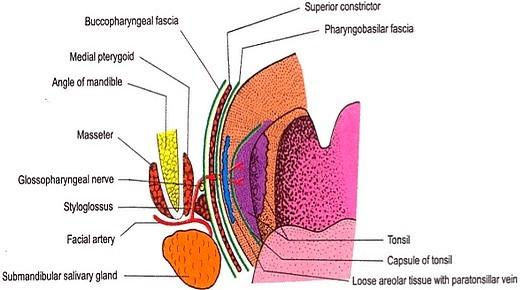 Superior constrictor
Buccopharyngeal fascia
Pharyngobasilar fascia
Medial pterygoid
Angle of mandible
Masseter
Glossopharyngeal nerve
Styloglossus
Facial artery
Tonsil
Capsule of tonsil
Submandibular salivary gland
Loose areolar tissue with paratonsillar vein